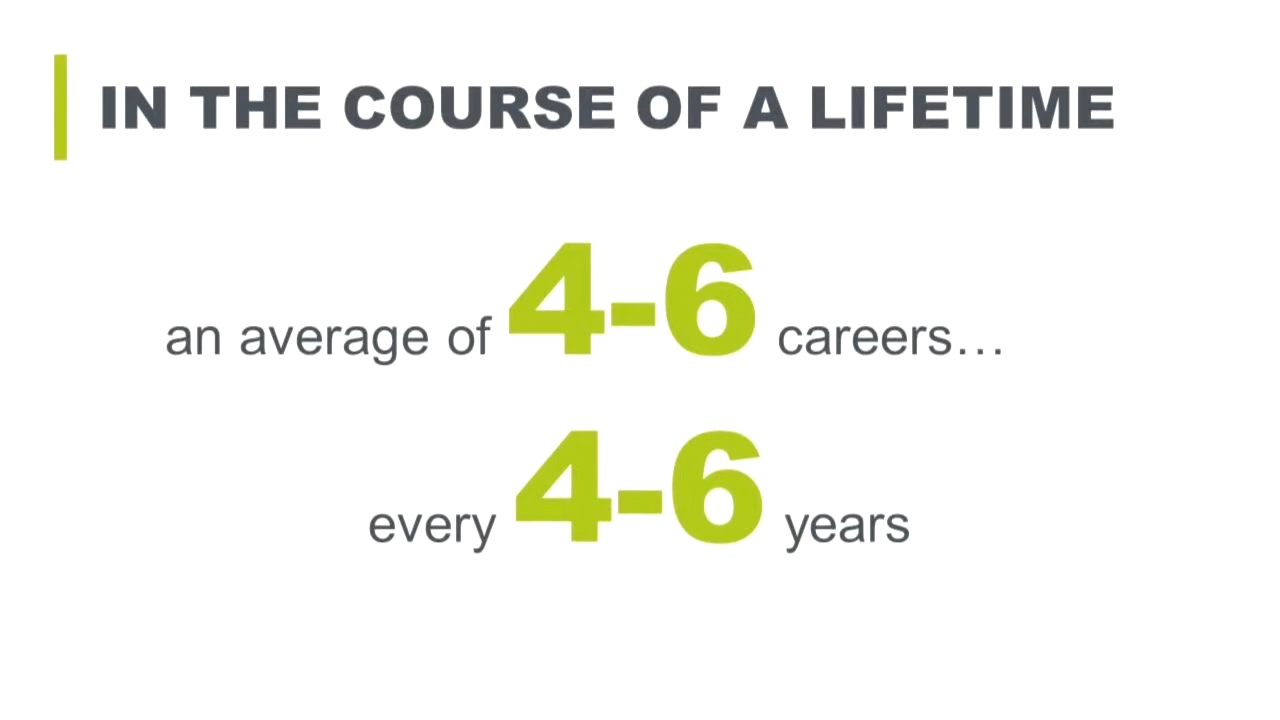 IN THE COURSE OF A LIFETIME
an average of 4-6 careers…
every 4-6 years